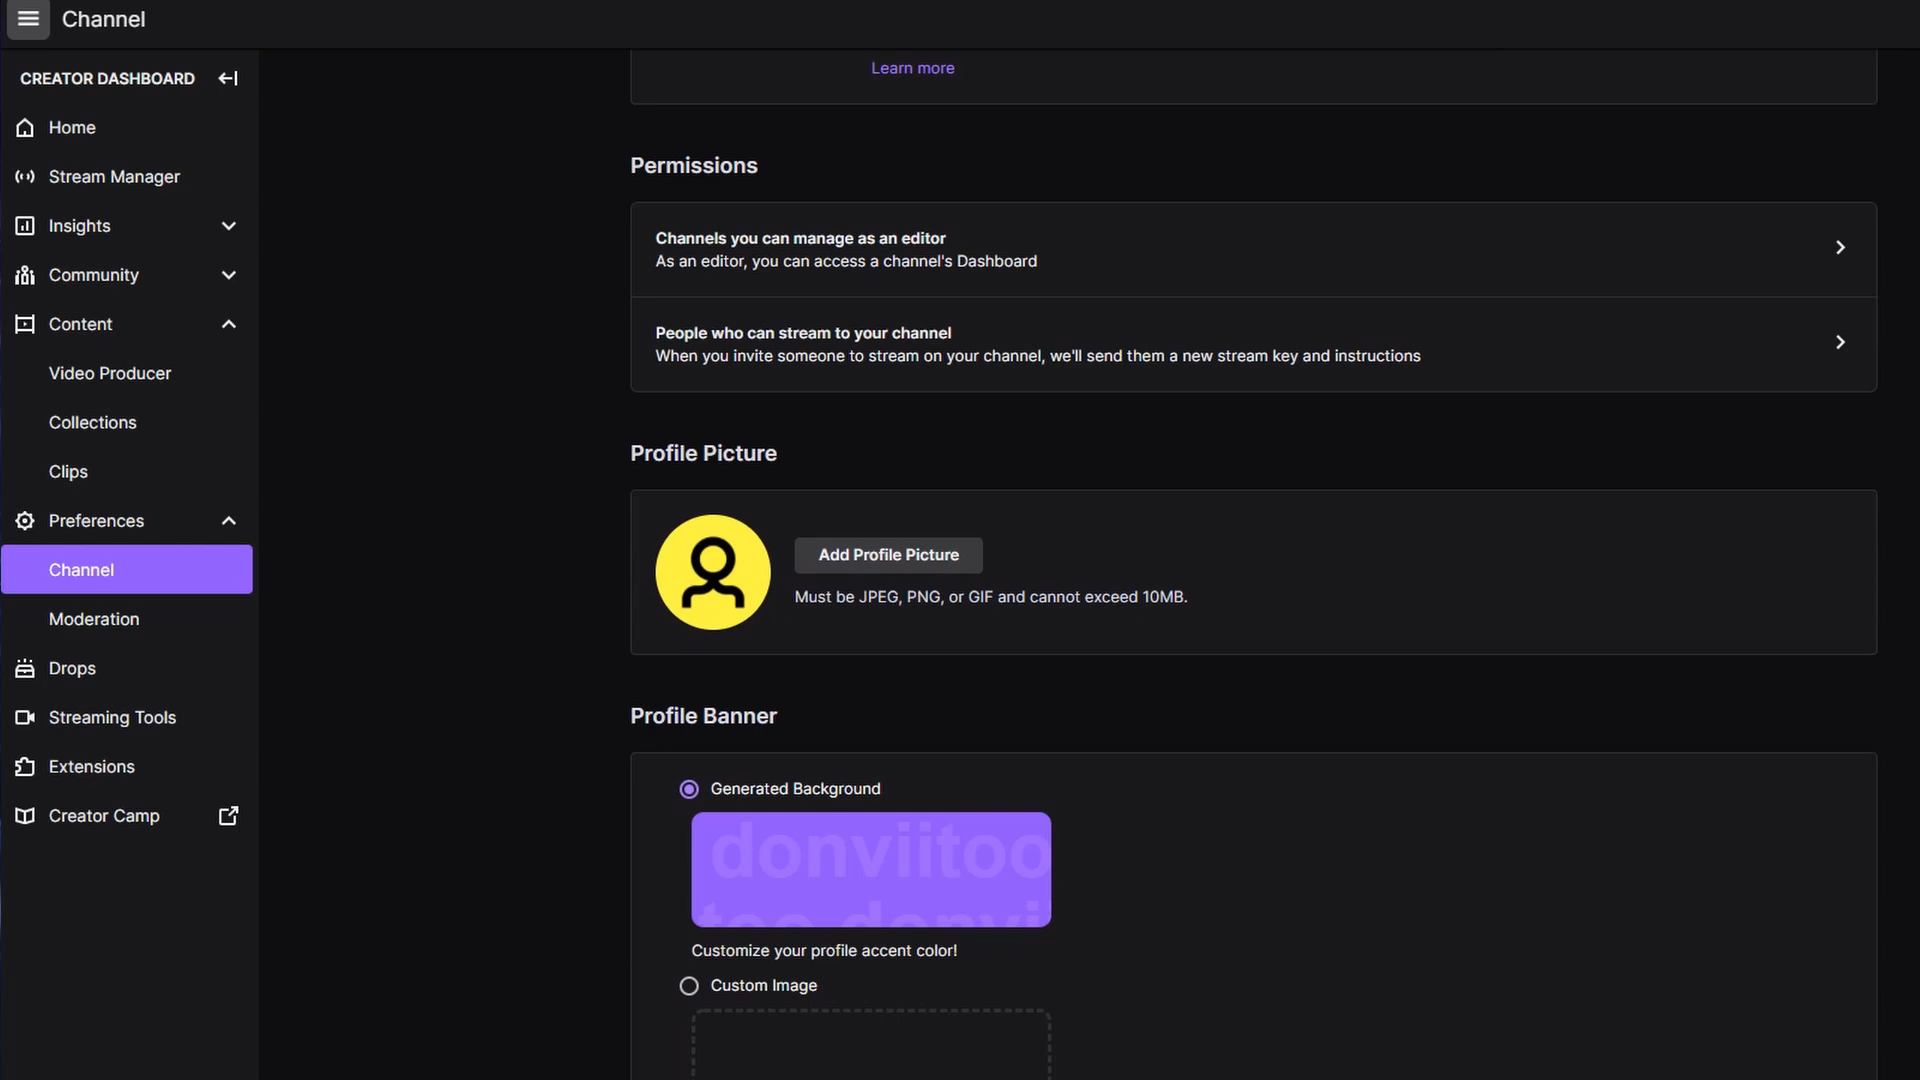 Channel
CREATOR DASHBOARD
Home
Stream Manager
Insights
Community
Content
Video Producer
Collections
Clips
Preferences
Channel
Moderation
Drops
Streaming Tools
Extensions
Creator Camp
Learn more
Permissions
Channels you can manage as an editor
As an editor, you can access a channel's Dashboard
People who can stream to your channel
When you invite someone to stream on your channel, we'll send them a new stream key and instructions
Profile Picture
Add Profile Picture
Must be JPEG, PNG, or GIF and cannot exceed 10MB.
Profile Banner
Generated Background
donviitoo
too donvii
Customize your profile accent color!
Custom Image